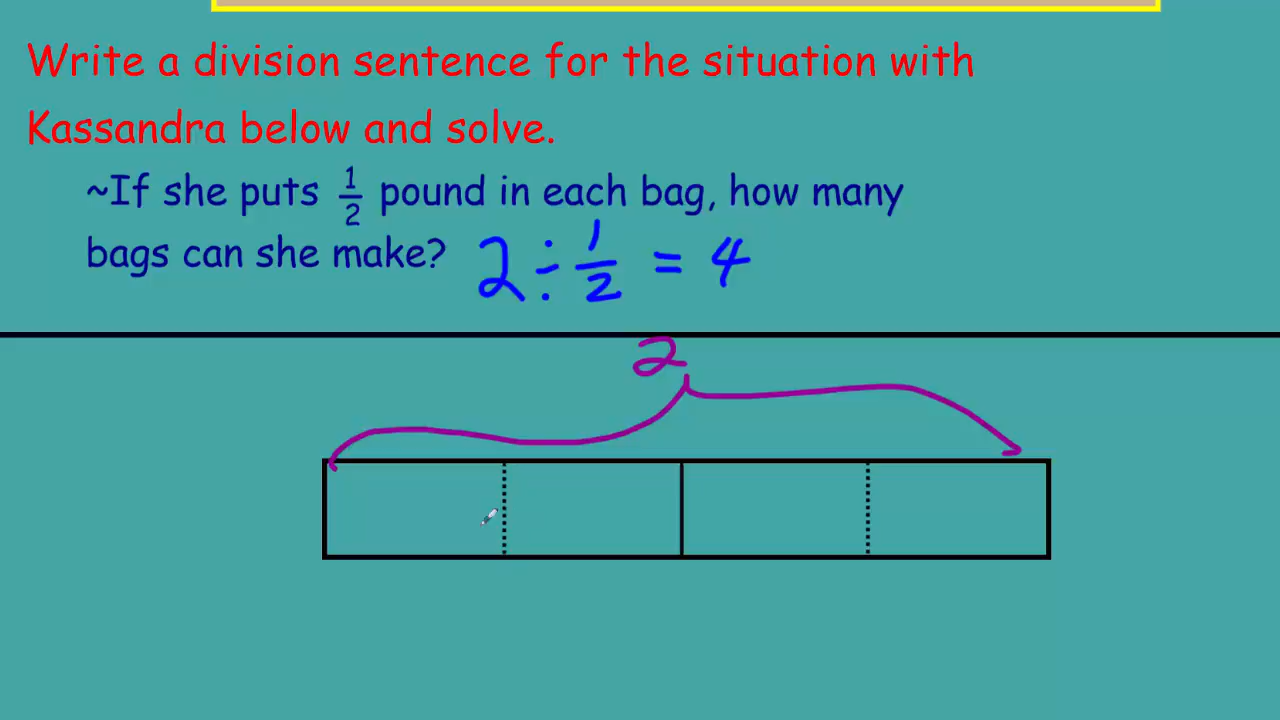 Write a division sentence for the situation with
Kassandra below and solve.
~If she puts 1/2 pound in each bag, how many
bags can she make? 2 ÷ 1/2 = 4
2